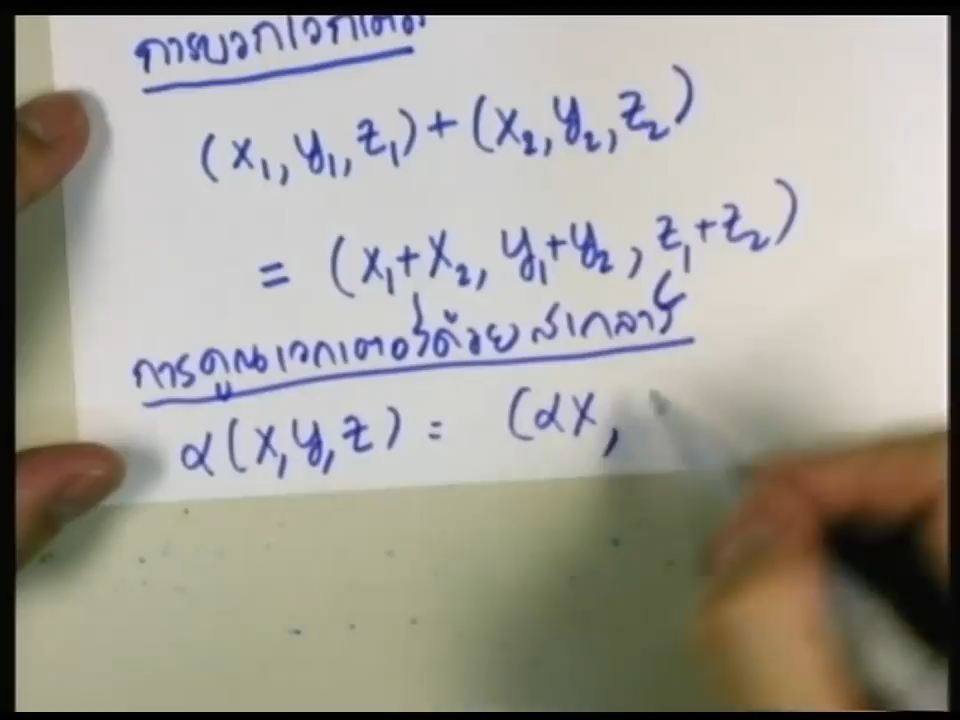 การบวกเวกเตอร์
(x₁, y₁, z₁) + (x₂, y₂, z₂)
= (x₁+x₂, y₁+y₂, z₁+z₂)
การคูณเวกเตอร์ด้วยสเกลาร์
α(x, y, z) = (αx,